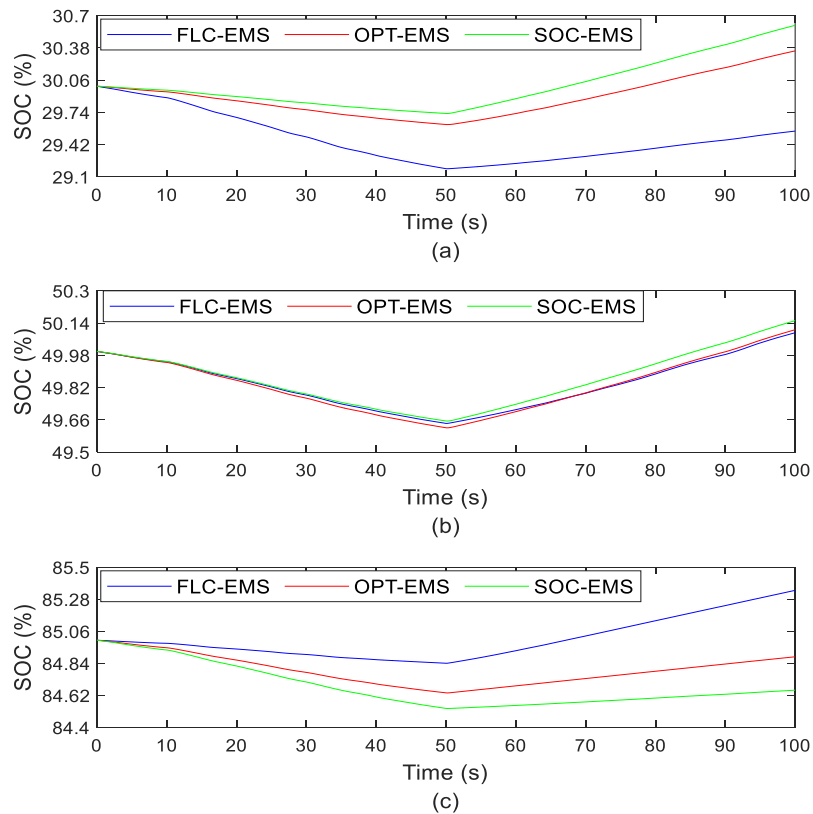 30.7
30.38
30.06
29.74
29.42
29.1
SOC (%)
FLC-EMS OPT-EMS SOC-EMS
0 10 20 30 40 50 60 70 80 90 100
Time (s)
(a)
50.3
50.14
49.98
49.82
49.66
49.5
SOC (%)
FLC-EMS OPT-EMS SOC-EMS
0 10 20 30 40 50 60 70 80 90 100
Time (s)
(b)
85.5
85.28
85.06
84.84
84.62
84.4
SOC (%)
FLC-EMS OPT-EMS SOC-EMS
0 10 20 30 40 50 60 70 80 90 100
Time (s)
(c)